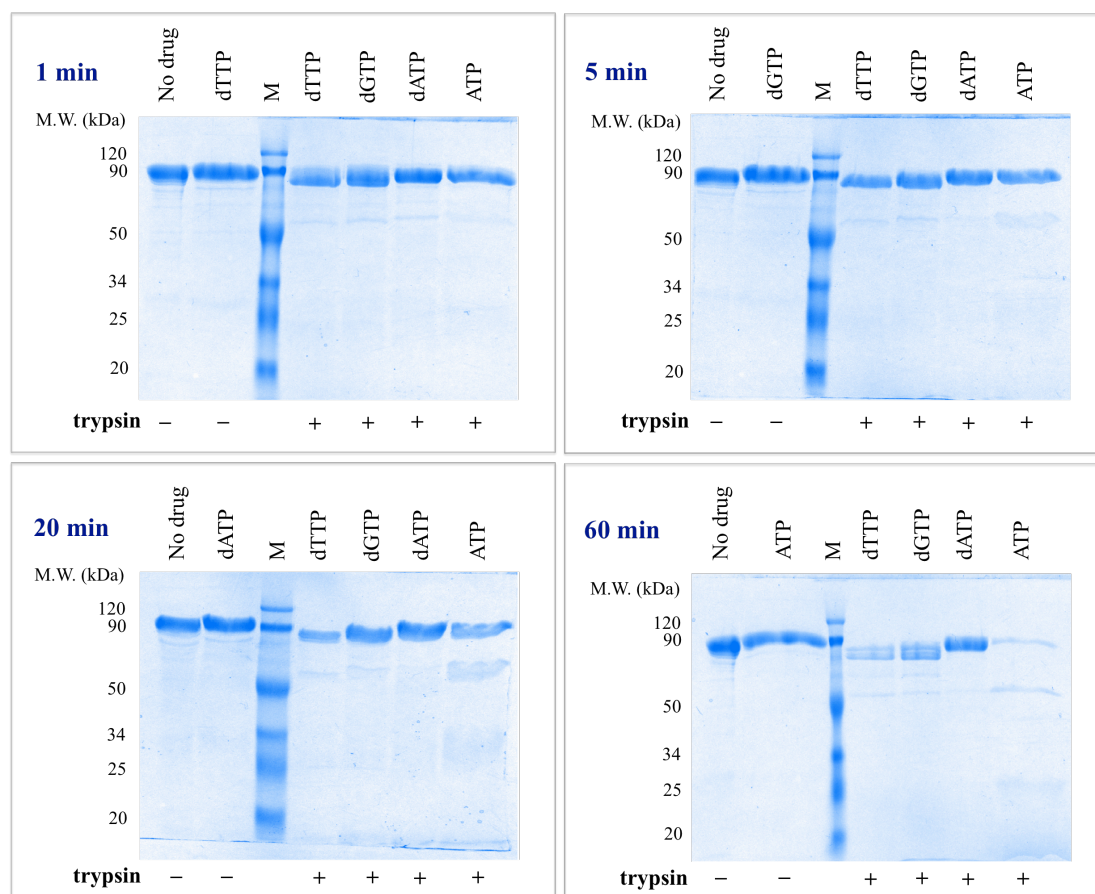 1 min
No drug
dTTP
M
dTTP
dGTP
dATP
ATP
M.W. (kDa)
120
90
50
34
25
20
trypsin – – + + + +
5 min
No drug
dGTP
M
dTTP
dGTP
dATP
ATP
M.W. (kDa)
120
90
50
34
25
20
trypsin – – + + + +
20 min
No drug
dATP
M
dTTP
dGTP
dATP
ATP
M.W. (kDa)
120
90
50
34
25
20
trypsin – – + + + +
60 min
No drug
ATP
M
dTTP
dGTP
dATP
ATP
M.W. (kDa)
120
90
50
34
25
20
trypsin – – + + + +